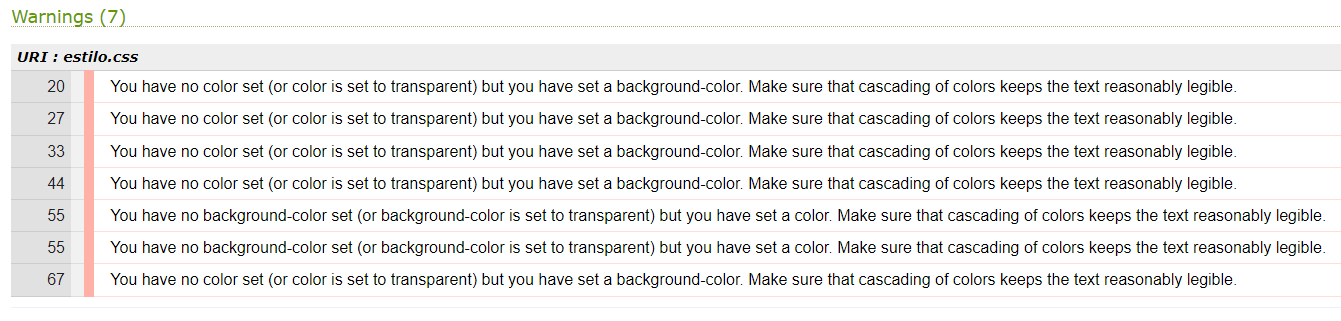 Warnings (7)
URI : estilo.css
20 You have no color set (or color is set to transparent) but you have set a background-color. Make sure that cascading of colors keeps the text reasonably legible.
27 You have no color set (or color is set to transparent) but you have set a background-color. Make sure that cascading of colors keeps the text reasonably legible.
33 You have no color set (or color is set to transparent) but you have set a background-color. Make sure that cascading of colors keeps the text reasonably legible.
44 You have no color set (or color is set to transparent) but you have set a background-color. Make sure that cascading of colors keeps the text reasonably legible.
55 You have no background-color set (or background-color is set to transparent) but you have set a color. Make sure that cascading of colors keeps the text reasonably legible.
55 You have no background-color set (or background-color is set to transparent) but you have set a color. Make sure that cascading of colors keeps the text reasonably legible.
67 You have no color set (or color is set to transparent) but you have set a background-color. Make sure that cascading of colors keeps the text reasonably legible.